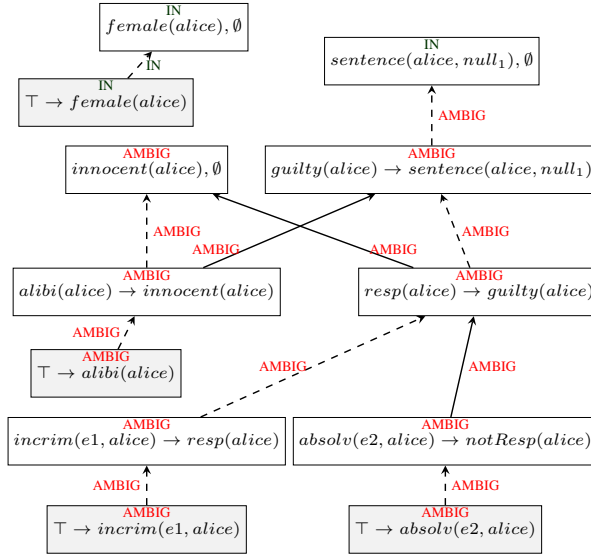 IN
female(alice), ∅
IN
IN
⊤ → female(alice)
IN
sentence(alice, null₁), ∅
AMBIG
AMBIG
innocent(alice), ∅
AMBIG
guilty(alice) → sentence(alice, null₁)
AMBIG
AMBIG
AMBIG
AMBIG
AMBIG
alibi(alice) → innocent(alice)
AMBIG
resp(alice) → guilty(alice)
AMBIG
AMBIG
⊤ → alibi(alice)
AMBIG
AMBIG
AMBIG
incrim(e1, alice) → resp(alice)
AMBIG
absolv(e2, alice) → notResp(alice)
AMBIG
AMBIG
AMBIG
⊤ → incrim(e1, alice)
AMBIG
⊤ → absolv(e2, alice)